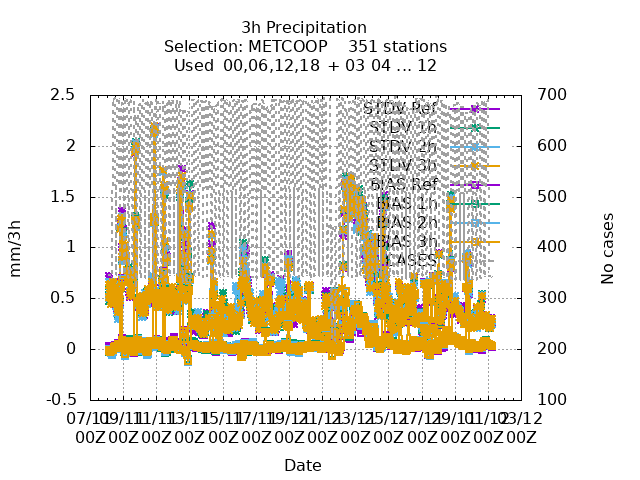 3h Precipitation
Selection: METCOOP 351 stations
Used 00,06,12,18 + 03 04 ... 12
2.5
2
1.5
1
0.5
0
-0.5
mm/3h
700
600
500
400
300
200
100
No cases
STDV Ref
STDV 1h
STDV 2h
STDV 3h
BIAS Ref
BIAS 1h
BIAS 2h
BIAS 3h
CASES
07/11 09/11 11/11 13/11 15/11 17/11 19/11 21/11 23/11 25/11 27/11 29/11 01/12 03/12
00Z 00Z 00Z 00Z 00Z 00Z 00Z 00Z 00Z 00Z 00Z 00Z 00Z 00Z
Date